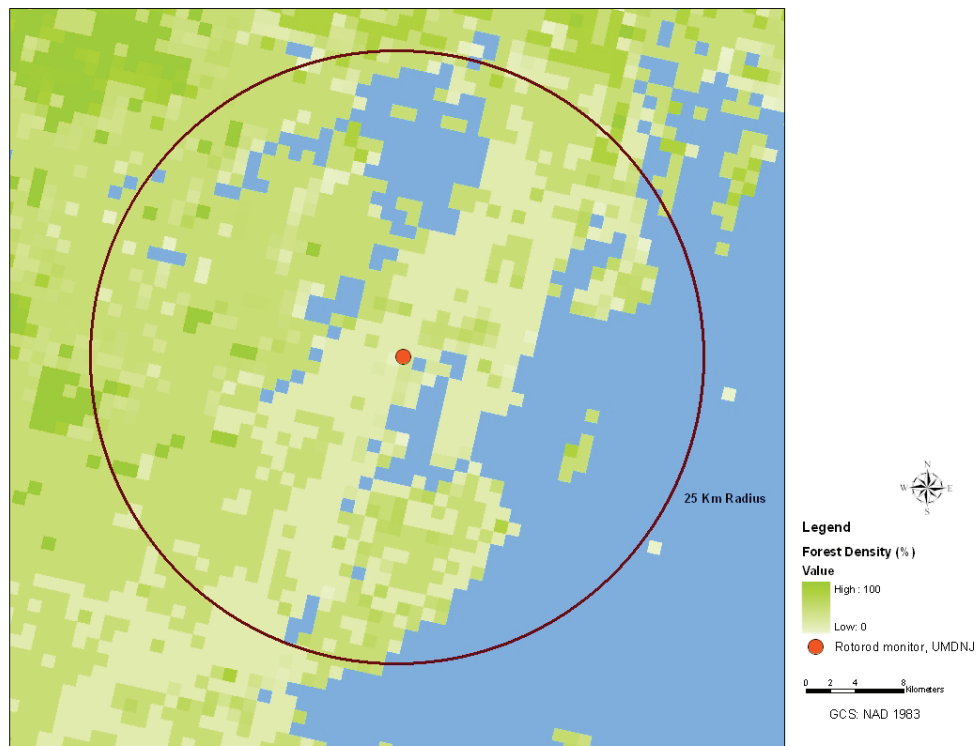 25 Km Radius
N
W E
S
Legend
Forest Density (%)
Value
High : 100
Low: 0
Rotorod monitor, UMDNJ
0 2 4 8
Kilometers
GCS: NAD 1983